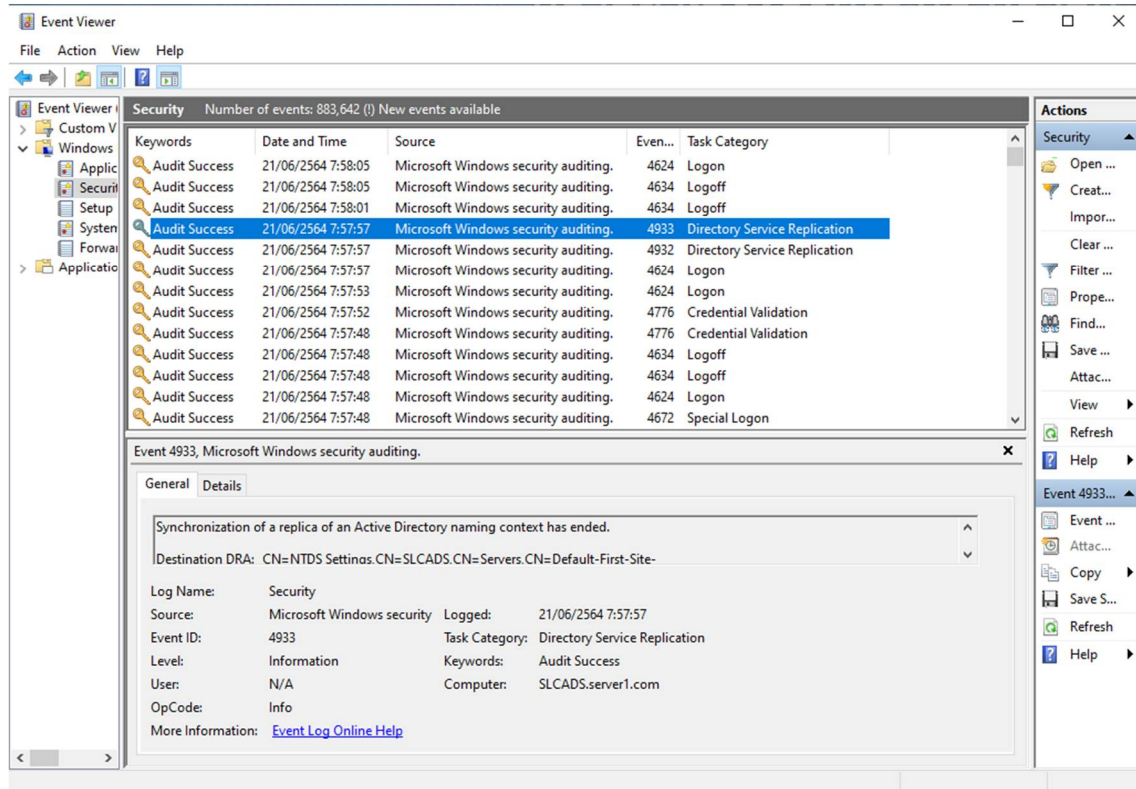 Event Viewer
File Action View Help
Event Viewer (
Custom V
Windows
Applic
Securit
Setup
System
Forwar
Applicatio
Security Number of events: 883,642 (!) New events available
Keywords Date and Time Source Even... Task Category
Audit Success 21/06/2564 7:58:05 Microsoft Windows security auditing. 4624 Logon
Audit Success 21/06/2564 7:58:05 Microsoft Windows security auditing. 4634 Logoff
Audit Success 21/06/2564 7:58:01 Microsoft Windows security auditing. 4634 Logoff
Audit Success 21/06/2564 7:57:57 Microsoft Windows security auditing. 4933 Directory Service Replication
Audit Success 21/06/2564 7:57:57 Microsoft Windows security auditing. 4932 Directory Service Replication
Audit Success 21/06/2564 7:57:57 Microsoft Windows security auditing. 4624 Logon
Audit Success 21/06/2564 7:57:53 Microsoft Windows security auditing. 4624 Logon
Audit Success 21/06/2564 7:57:52 Microsoft Windows security auditing. 4776 Credential Validation
Audit Success 21/06/2564 7:57:48 Microsoft Windows security auditing. 4776 Credential Validation
Audit Success 21/06/2564 7:57:48 Microsoft Windows security auditing. 4634 Logoff
Audit Success 21/06/2564 7:57:48 Microsoft Windows security auditing. 4634 Logoff
Audit Success 21/06/2564 7:57:48 Microsoft Windows security auditing. 4624 Logon
Audit Success 21/06/2564 7:57:48 Microsoft Windows security auditing. 4672 Special Logon
Event 4933, Microsoft Windows security auditing.
General Details
Synchronization of a replica of an Active Directory naming context has ended.
Destination DRA: CN=NTDS Settings,CN=SLCADS,CN=Servers,CN=Default-First-Site-
Log Name: Security
Source: Microsoft Windows security Logged: 21/06/2564 7:57:57
Event ID: 4933 Task Category: Directory Service Replication
Level: Information Keywords: Audit Success
User: N/A Computer: SLCADS.server1.com
OpCode: Info
More Information: Event Log Online Help
Actions
Security
Open ...
Creat...
Impor...
Clear ...
Filter ...
Prope...
Find...
Save ...
Attac...
View
Refresh
Help
Event 4933...
Event ...
Attac...
Copy
Save S...
Refresh
Help